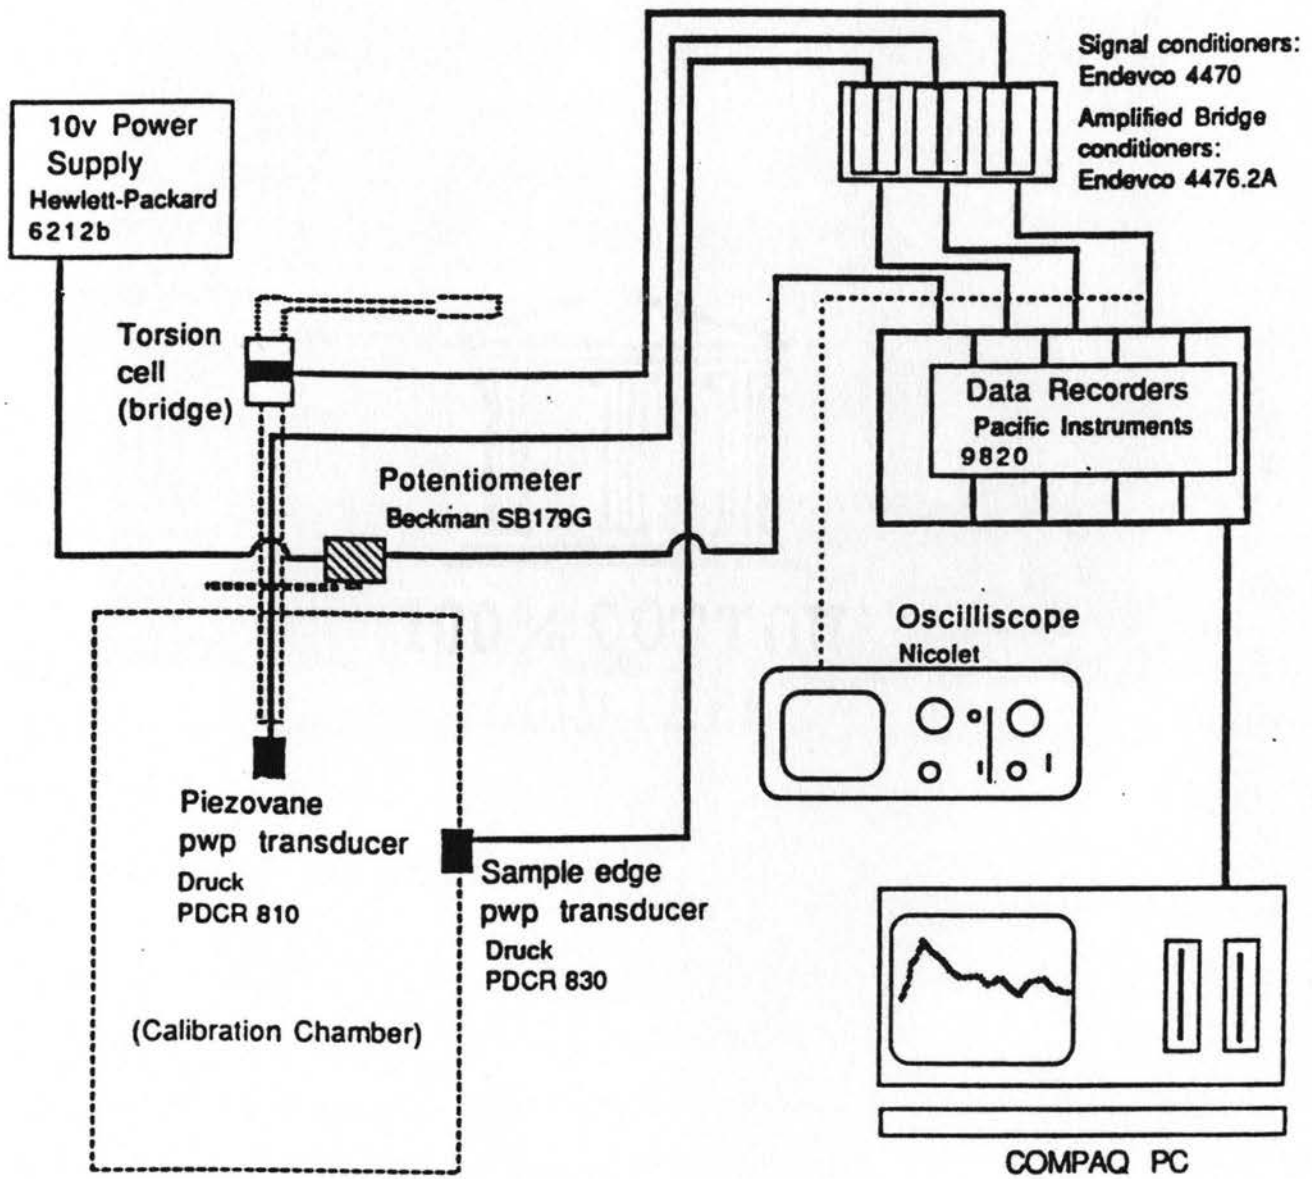 Signal conditioners:
Endevco 4470
Amplified Bridge
conditioners:
Endevco 4476.2A
10v Power
Supply
Hewlett-Packard
6212b
Torsion
cell
(bridge)
Data Recorders
Pacific Instruments
9820
Potentiometer
Beckman SB179G
Oscilliscope
Nicolet
Piezovane
pwp transducer
Druck
PDCR 810
Sample edge
pwp transducer
Druck
PDCR 830
(Calibration Chamber)
COMPAQ PC